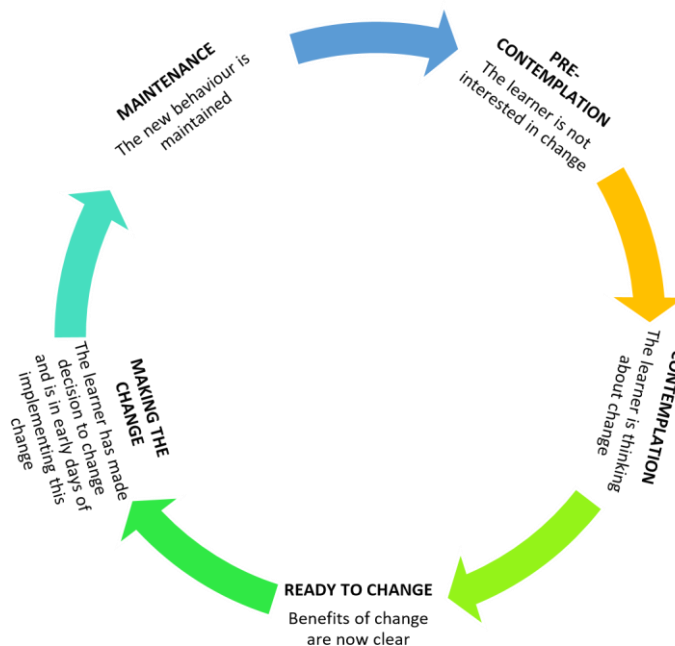 PRE-
CONTEMPLATION
The learner is not
interested in change
CONTEMPLATION
The learner is thinking
about change
READY TO CHANGE
Benefits of change
are now clear
MAKING THE
CHANGE
The learner has made
decision to change
and is in early days of
implementing this
change
MAINTENANCE
The new behaviour is
maintained